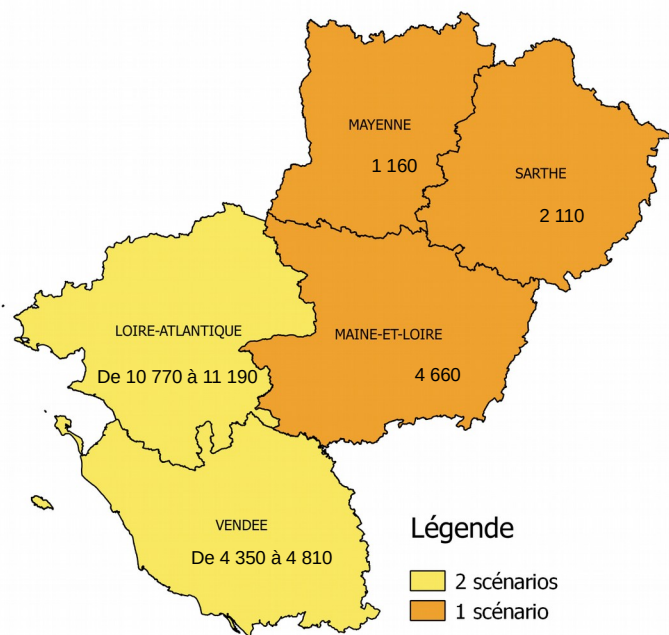 MAYENNE
1 160
SARTHE
2 110
LOIRE-ATLANTIQUE
De 10 770 à 11 190
MAINE-ET-LOIRE
4 660
VENDEE
De 4 350 à 4 810
Légende
2 scénarios
1 scénario